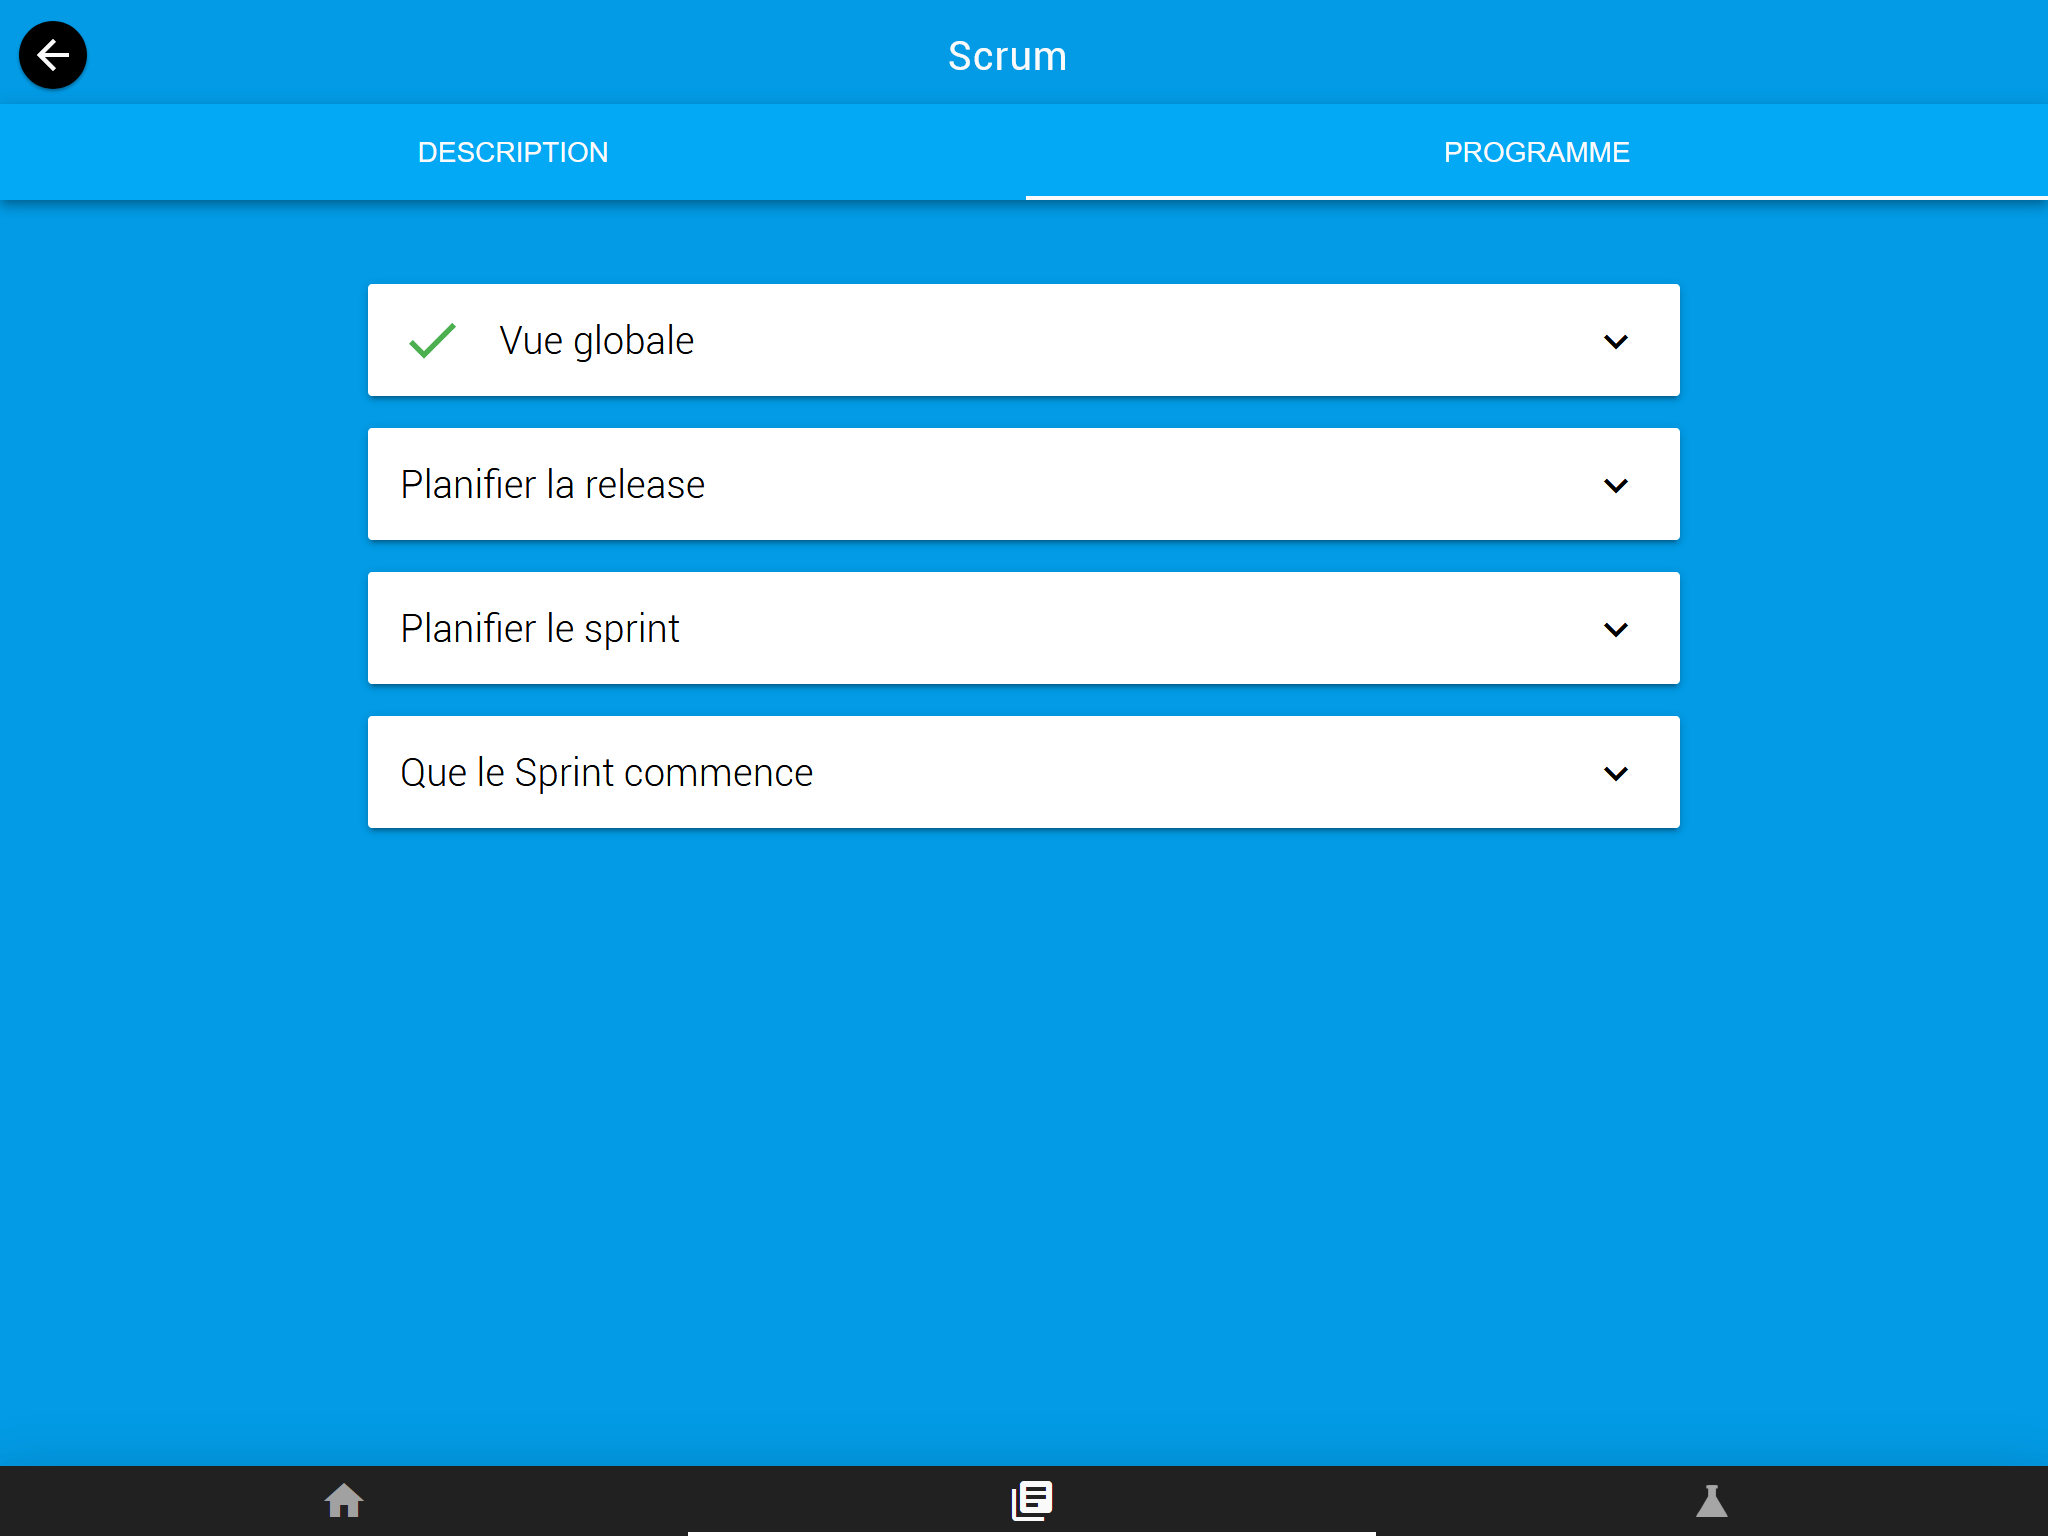 Scrum
DESCRIPTION
PROGRAMME
Vue globale
Planifier la release
Planifier le sprint
Que le Sprint commence